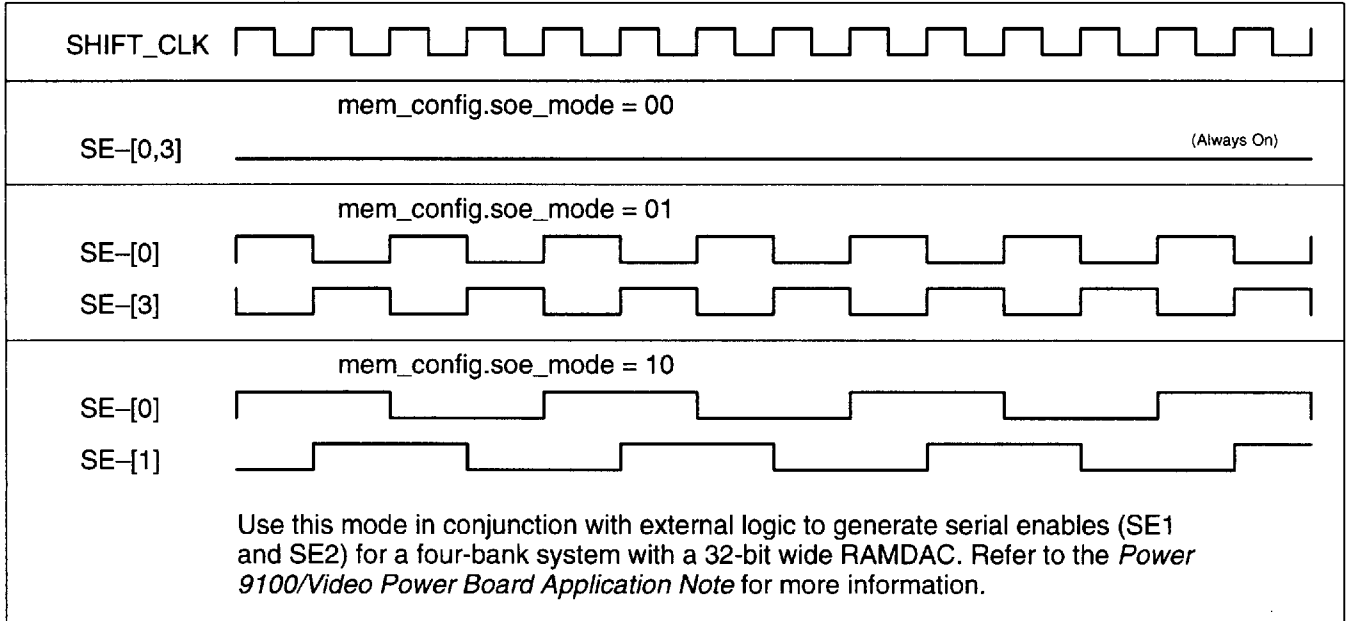 SHIFT_CLK
mem_config.soe_mode = 00
SE–[0,3]
(Always On)
mem_config.soe_mode = 01
SE–[0]
SE–[3]
mem_config.soe_mode = 10
SE–[0]
SE–[1]
Use this mode in conjunction with external logic to generate serial enables (SE1
and SE2) for a four-bank system with a 32-bit wide RAMDAC. Refer to the Power
9100/Video Power Board Application Note for more information.